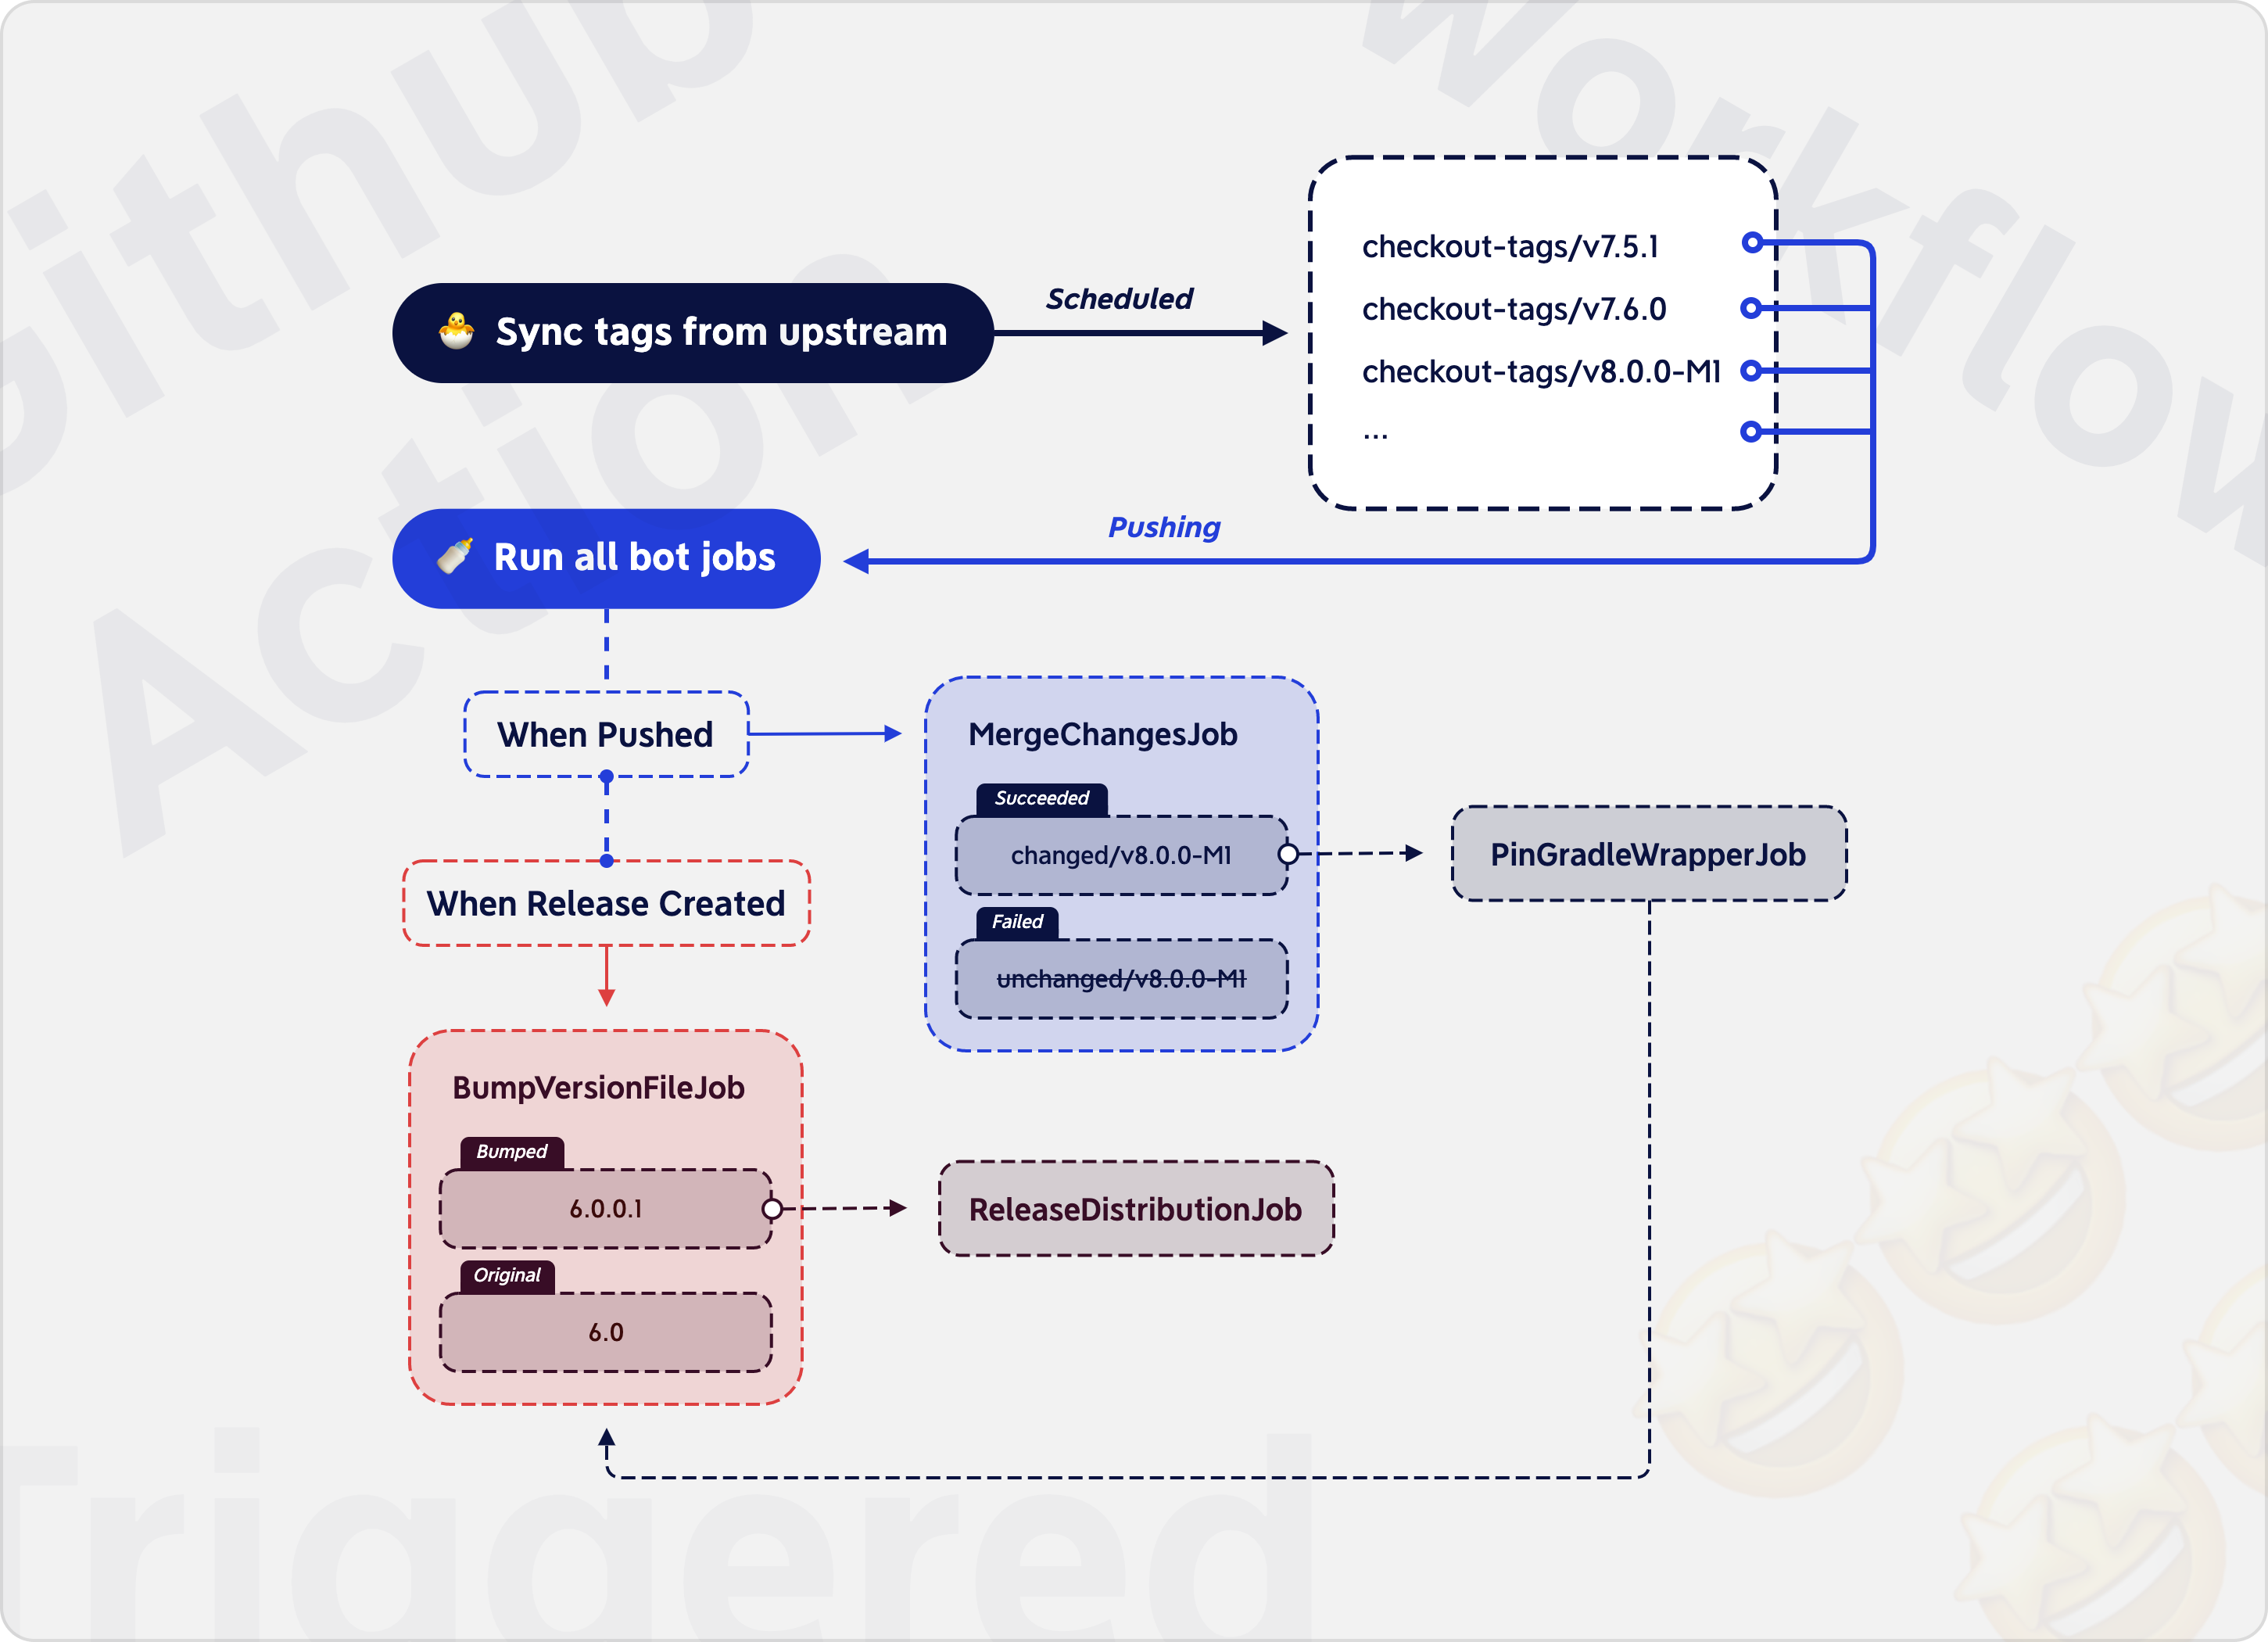 Github
Action
Workflow
Scheduled
🐣 Sync tags from upstream
checkout-tags/v7.5.1
checkout-tags/v7.6.0
checkout-tags/v8.0.0-M1
...
Pushing
🍼 Run all bot jobs
When Pushed
MergeChangesJob
Succeeded
changed/v8.0.0-M1
PinGradleWrapperJob
When Release Created
Failed
unchanged/v8.0.0-M1
BumpVersionFileJob
Bumped
6.0.0.1
ReleaseDistributionJob
Original
6.0
Triggered